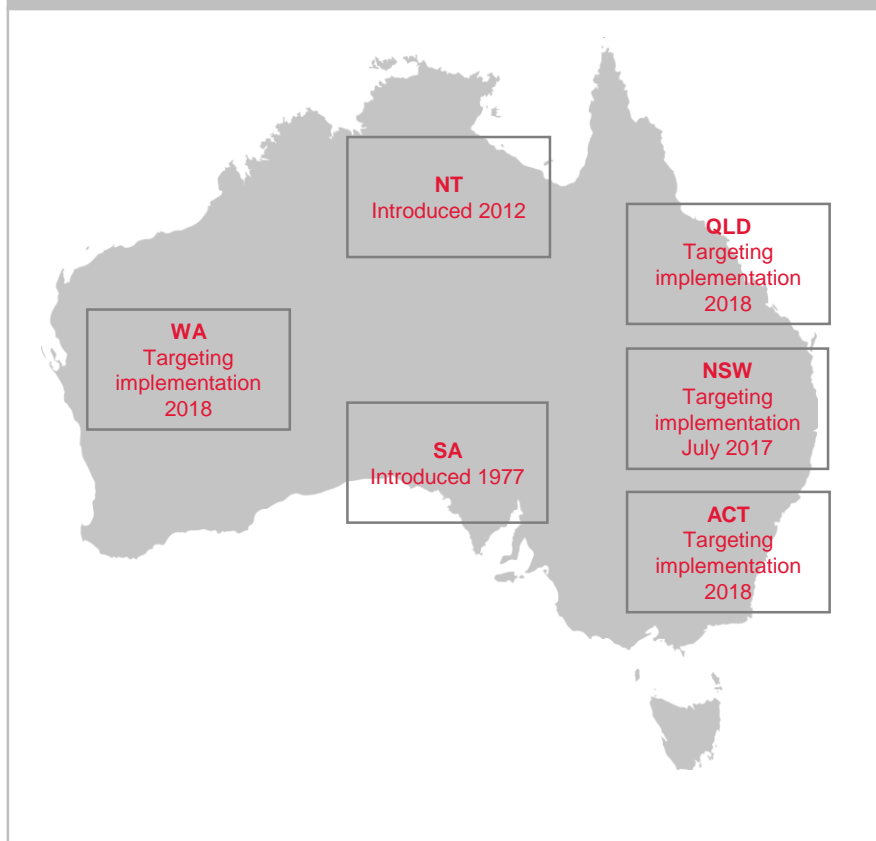 NT
Introduced 2012
QLD
Targeting
implementation
2018
WA
Targeting
implementation
2018
NSW
Targeting
implementation
July 2017
SA
Introduced 1977
ACT
Targeting
implementation
2018